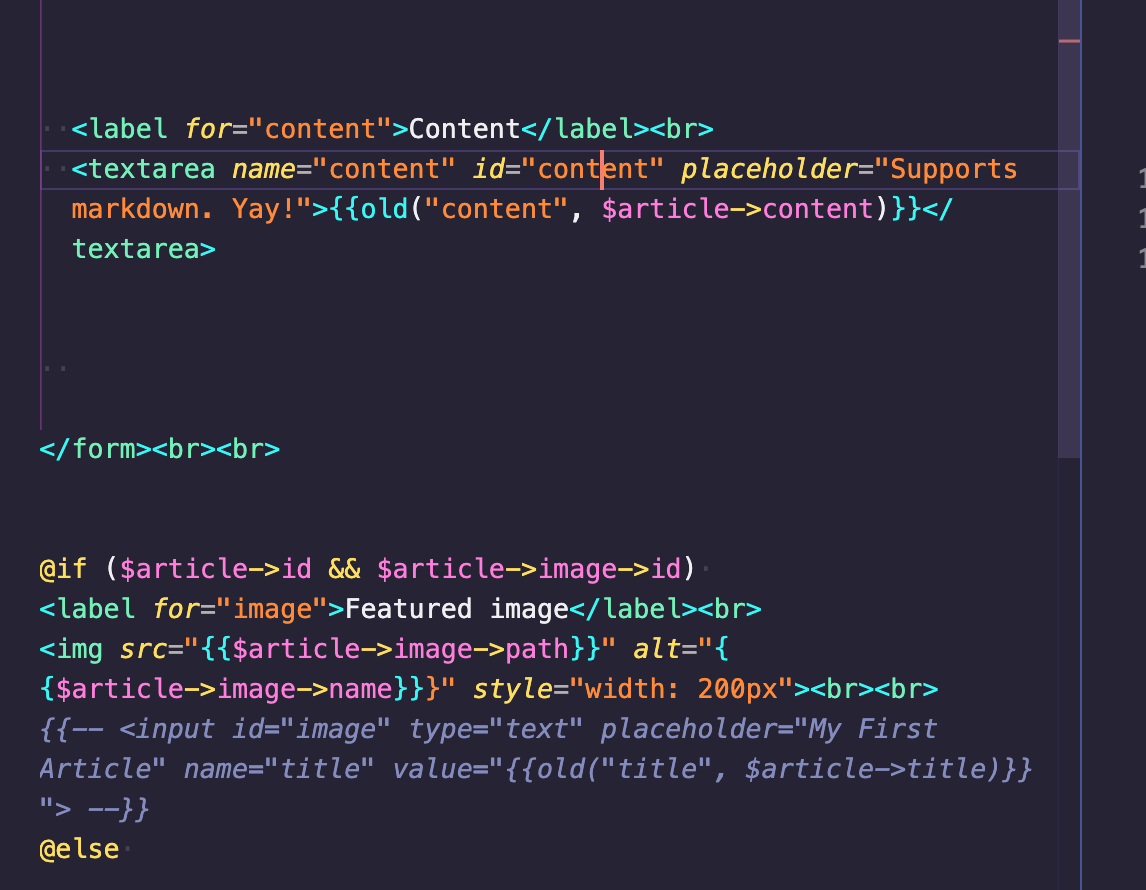 <label for="content">Content</label><br>
<textarea name="content" id="content" placeholder="Supports
markdown. Yay!">{{old("content", $article->content)}}</
textarea>
</form><br><br>
@if ($article->id && $article->image->id)
<label for="image">Featured image</label><br>
<img src="{{$article->image->path}}" alt="{
{$article->image->name}}}" style="width: 200px"><br><br>
{{-- <input id="image" type="text" placeholder="My First
Article" name="title" value="{{old("title", $article->title)}}
"> --}}
@else